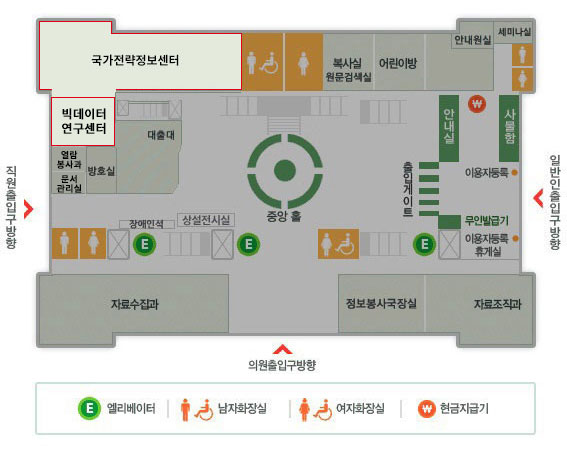 국가전략정보센터
복사실
원문검색실
어린이방
안내원실
세미나실
빅데이터
연구센터
대출대
안내실
₩
사물함
열람
봉사과
방호실
문서
관리실
출입게이트
이용자등록
직원출입구방향
일반인출입구방향
중앙 홀
무인발급기
장애인석
상설전시실
E
E
E
이용자등록
휴게실
자료수집과
정보봉사국장실
자료조직과
의원출입구방향
E 엘리베이터
남자화장실
여자화장실
₩ 현금지급기